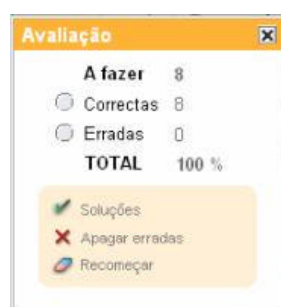 Avaliação
A fazer 8
Correctas 8
Erradas 0
TOTAL 100 %
Soluções
Apagar erradas
Recomeçar